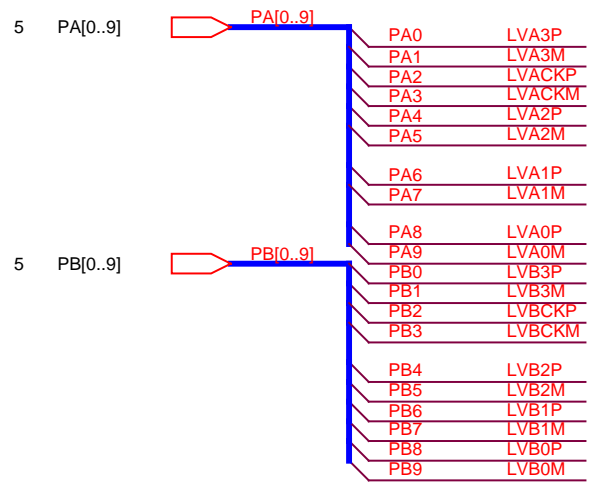 5 PA[0..9] PA[0..9]
PA0 LVA3P
PA1 LVA3M
PA2 LVACKP
PA3 LVACKM
PA4 LVA2P
PA5 LVA2M
PA6 LVA1P
PA7 LVA1M
PA8 LVA0P
PA9 LVA0M
5 PB[0..9] PB[0..9]
PB0 LVB3P
PB1 LVB3M
PB2 LVBCKP
PB3 LVBCKM
PB4 LVB2P
PB5 LVB2M
PB6 LVB1P
PB7 LVB1M
PB8 LVB0P
PB9 LVB0M